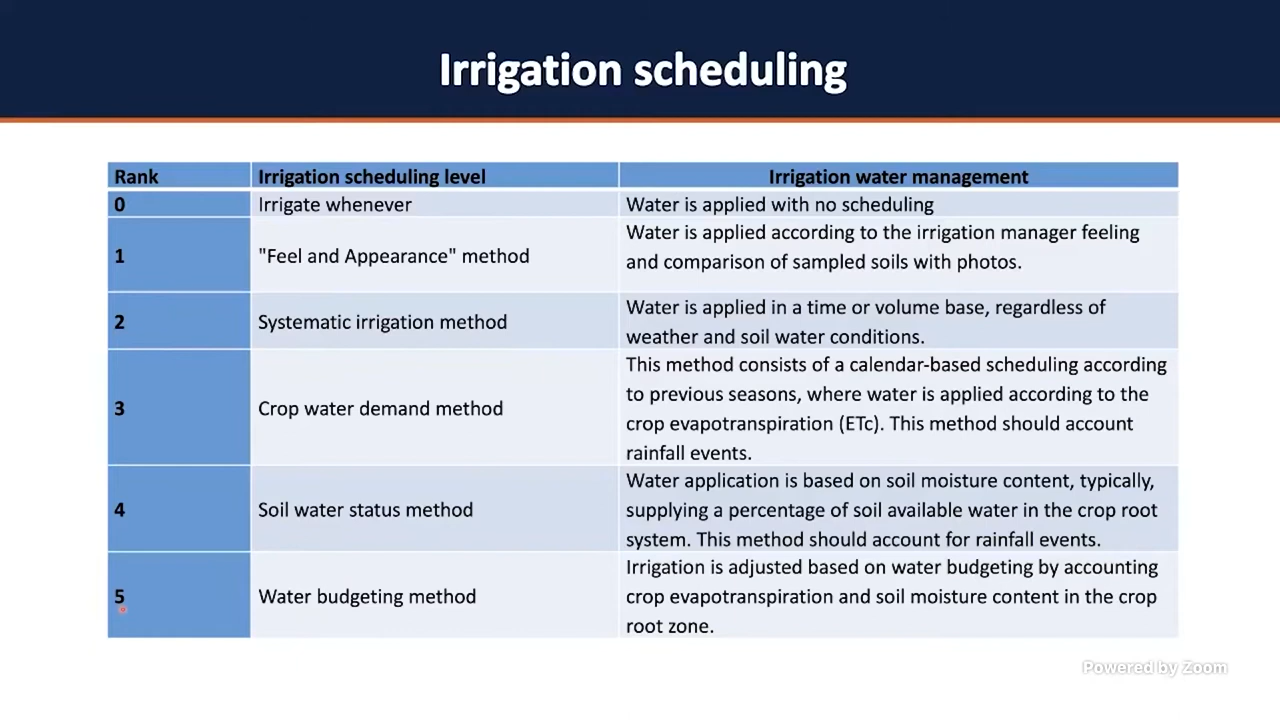 Irrigation scheduling
Rank Irrigation scheduling level Irrigation water management
0 Irrigate whenever Water is applied with no scheduling
1 "Feel and Appearance" method Water is applied according to the irrigation manager feeling
and comparison of sampled soils with photos.
2 Systematic irrigation method Water is applied in a time or volume base, regardless of
weather and soil water conditions.
3 Crop water demand method This method consists of a calendar-based scheduling according
to previous seasons, where water is applied according to the
crop evapotranspiration (ETc). This method should account
rainfall events.
4 Soil water status method Water application is based on soil moisture content, typically,
supplying a percentage of soil available water in the crop root
system. This method should account for rainfall events.
5 Water budgeting method Irrigation is adjusted based on water budgeting by accounting
crop evapotranspiration and soil moisture content in the crop
root zone.
Powered by Zoom